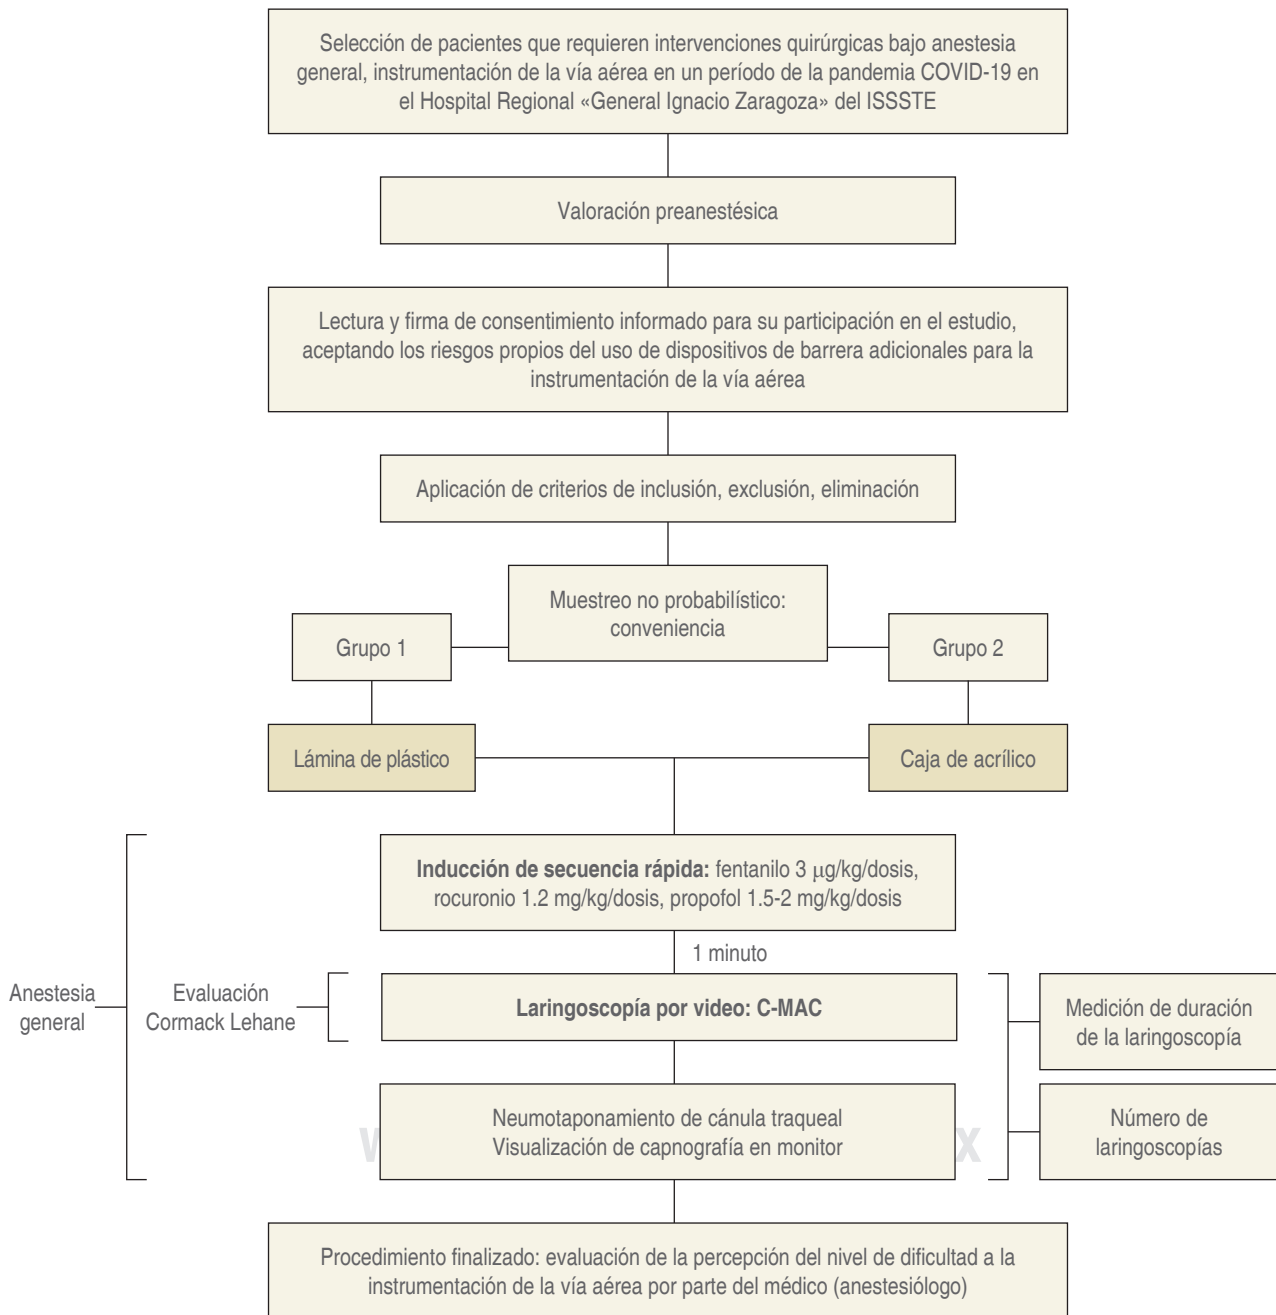 Selección de pacientes que requieren intervenciones quirúrgicas bajo anestesia
general, instrumentación de la vía aérea en un período de la pandemia COVID-19 en
el Hospital Regional «General Ignacio Zaragoza» del ISSSTE
Valoración preanestésica
Lectura y firma de consentimiento informado para su participación en el estudio,
aceptando los riesgos propios del uso de dispositivos de barrera adicionales para la
instrumentación de la vía aérea
Aplicación de criterios de inclusión, exclusión, eliminación
Muestreo no probabilístico:
conveniencia
Grupo 1
Grupo 2
Lámina de plástico
Caja de acrílico
Inducción de secuencia rápida: fentanilo 3 μg/kg/dosis,
rocuronio 1.2 mg/kg/dosis, propofol 1.5-2 mg/kg/dosis
1 minuto
Anestesia
general
Evaluación
Cormack Lehane
Laringoscopía por video: C-MAC
Medición de duración
de la laringoscopía
Neumotaponamiento de cánula traqueal
Visualización de capnografía en monitor
Número de
laringoscopías
Procedimiento finalizado: evaluación de la percepción del nivel de dificultad a la
instrumentación de la vía aérea por parte del médico (anestesiólogo)